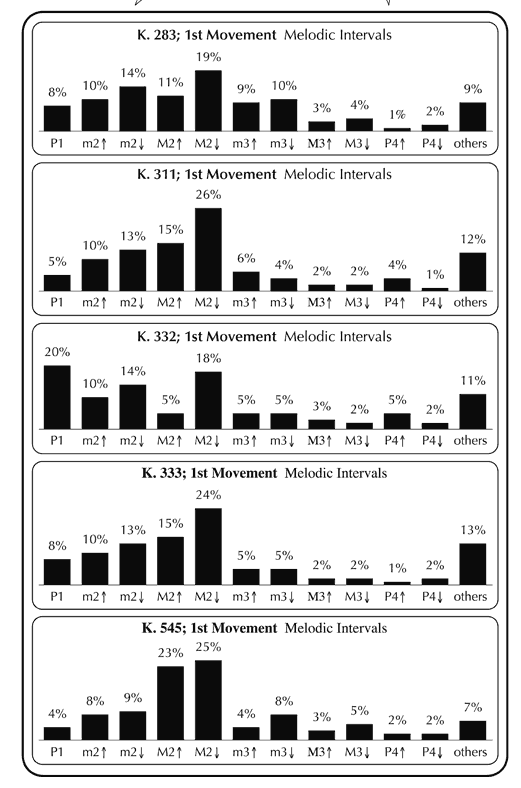 K. 283; 1st Movement Melodic Intervals
8% 10% 14% 11% 19% 9% 10% 3% 4% 1% 2% 9%
P1 m2↑ m2↓ M2↑ M2↓ m3↑ m3↓ M3↑ M3↓ P4↑ P4↓ others
K. 311; 1st Movement Melodic Intervals
5% 10% 13% 15% 26% 6% 4% 2% 2% 4% 1% 12%
P1 m2↑ m2↓ M2↑ M2↓ m3↑ m3↓ M3↑ M3↓ P4↑ P4↓ others
K. 332; 1st Movement Melodic Intervals
20% 10% 14% 5% 18% 5% 5% 3% 2% 5% 2% 11%
P1 m2↑ m2↓ M2↑ M2↓ m3↑ m3↓ M3↑ M3↓ P4↑ P4↓ others
K. 333; 1st Movement Melodic Intervals
8% 10% 13% 15% 24% 5% 5% 2% 2% 1% 2% 13%
P1 m2↑ m2↓ M2↑ M2↓ m3↑ m3↓ M3↑ M3↓ P4↑ P4↓ others
K. 545; 1st Movement Melodic Intervals
4% 8% 9% 23% 25% 4% 8% 3% 5% 2% 2% 7%
P1 m2↑ m2↓ M2↑ M2↓ m3↑ m3↓ M3↑ M3↓ P4↑ P4↓ others